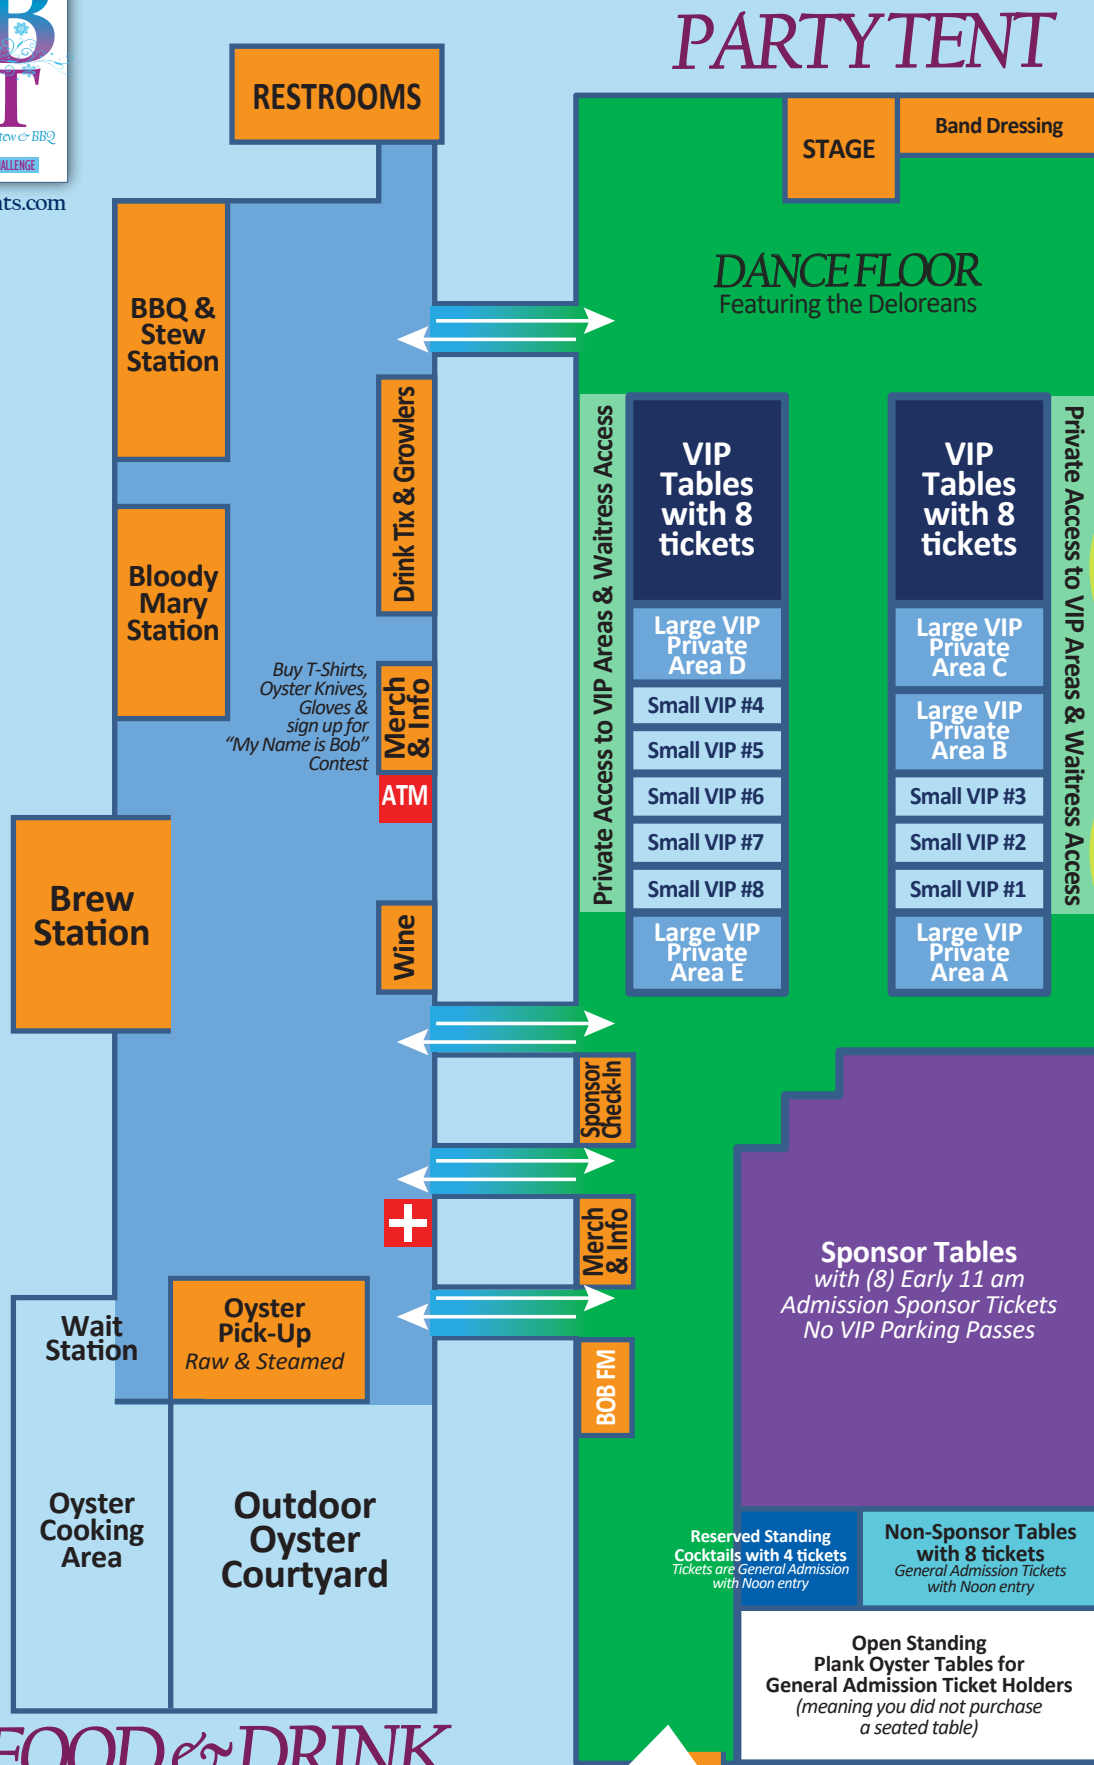 B
T
tew & BBQ
HALLENGE
nts.com
PARTY TENT
RESTROOMS
STAGE
Band Dressing
DANCE FLOOR
Featuring the Deloreans
BBQ &
Stew
Station
Drink Tix & Growlers
Bloody
Mary
Station
Buy T-Shirts,
Oyster Knives,
Gloves &
sign up for
“My Name is Bob”
Contest
Merch
& Info
ATM
Brew
Station
Wine
Private Access to VIP Areas & Waitress Access
VIP
Tables
with 8
tickets
Large VIP
Private
Area D
Small VIP #4
Small VIP #5
Small VIP #6
Small VIP #7
Small VIP #8
Large VIP
Private
Area E
VIP
Tables
with 8
tickets
Large VIP
Private
Area C
Large VIP
Private
Area B
Small VIP #3
Small VIP #2
Small VIP #1
Large VIP
Private
Area A
Private Access to VIP Areas & Waitress Access
Sponsor
Check-In
Merch
& Info
BOB FM
Sponsor Tables
with (8) Early 11 am
Admission Sponsor Tickets
No VIP Parking Passes
Wait
Station
Oyster
Pick-Up
Raw & Steamed
Oyster
Cooking
Area
Outdoor
Oyster
Courtyard
Reserved Standing
Cocktails with 4 tickets
Tickets are General Admission
with Noon entry
Non-Sponsor Tables
with 8 tickets
General Admission Tickets
with Noon entry
Open Standing
Plank Oyster Tables for
General Admission Ticket Holders
(meaning you did not purchase
a seated table)
FOOD & DRINK